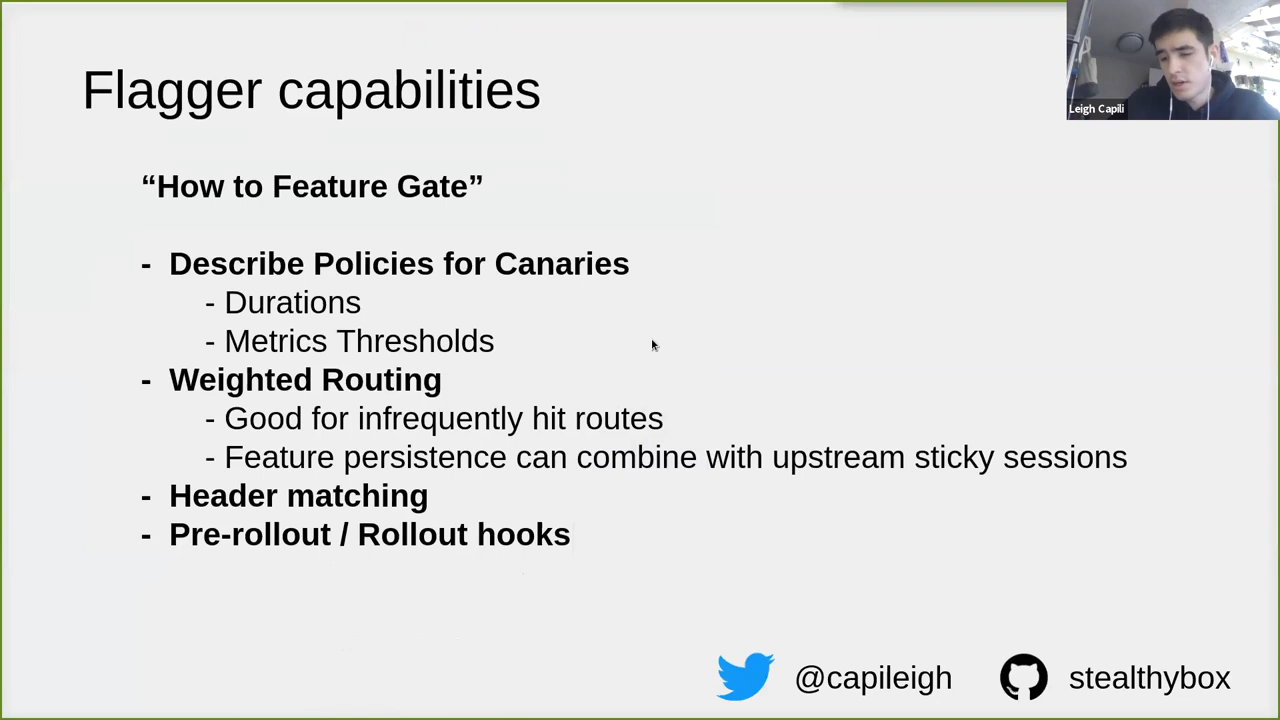 Flagger capabilities
Leigh Capili
“How to Feature Gate”
- Describe Policies for Canaries
- Durations
- Metrics Thresholds
- Weighted Routing
- Good for infrequently hit routes
- Feature persistence can combine with upstream sticky sessions
- Header matching
- Pre-rollout / Rollout hooks
@capileigh stealthybox